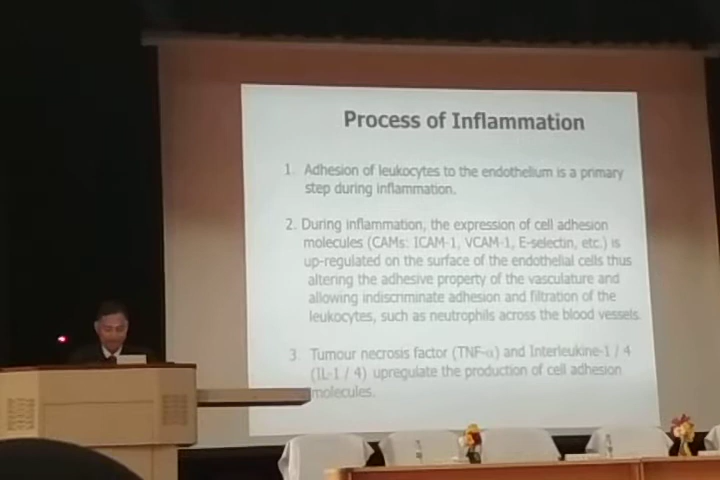 Process of Inflammation
1. Adhesion of leukocytes to the endothelium is a primary
step during inflammation.
2. During inflammation, the expression of cell adhesion
molecules (CAMs: ICAM-1, VCAM-1, E-selectin, etc.) is
up-regulated on the surface of the endothelial cells thus
altering the adhesive property of the vasculature and
allowing indiscriminate adhesion and filtration of the
leukocytes, such as neutrophils across the blood vessels
3. Tumour necrosis factor (TNF-α) and Interleukine-1 / 4
(IL-1 / 4) upregulate the production of cell adhesion
molecules.